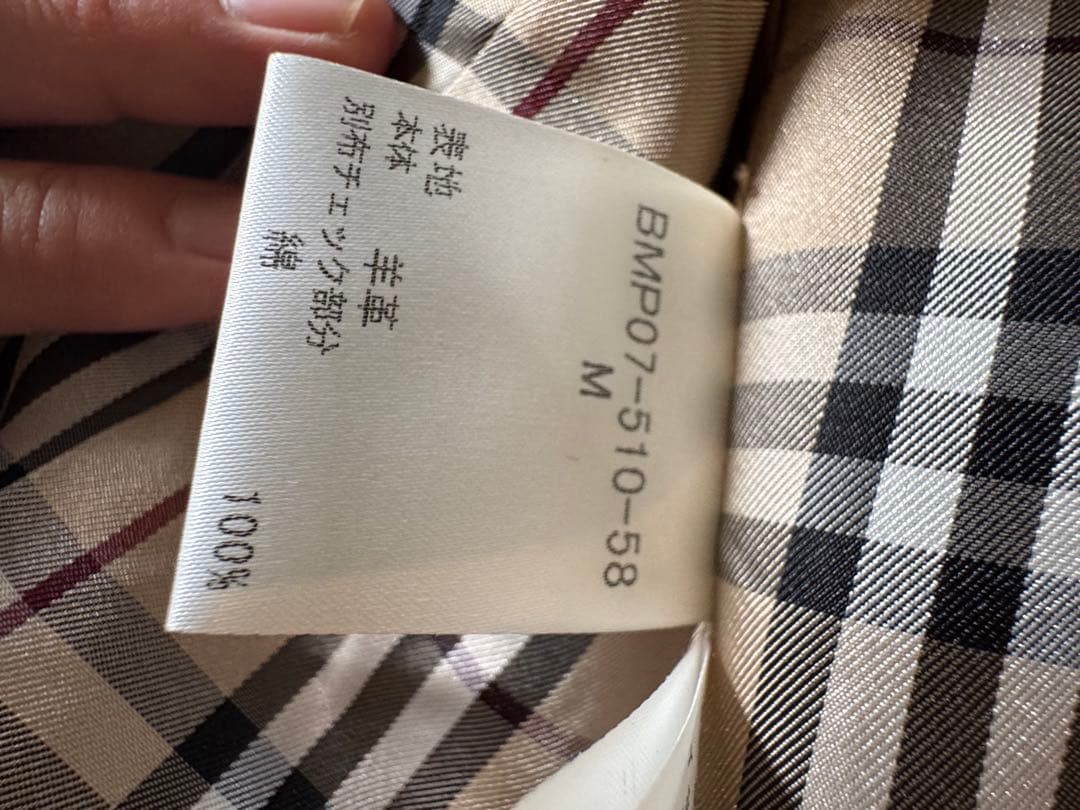 BMP07-510-58
M
表地
本体 羊革
別布チェック部分
綿 100%